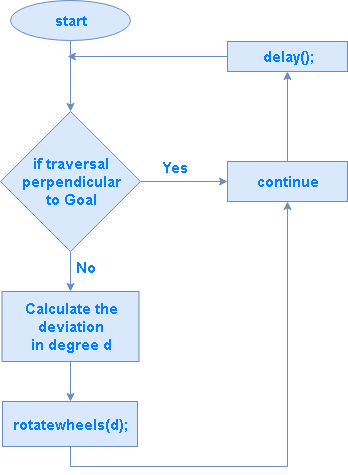 start
delay();
if traversal
perpendicular
to Goal
Yes
continue
No
Calculate the
deviation
in degree d
rotatewheels(d);